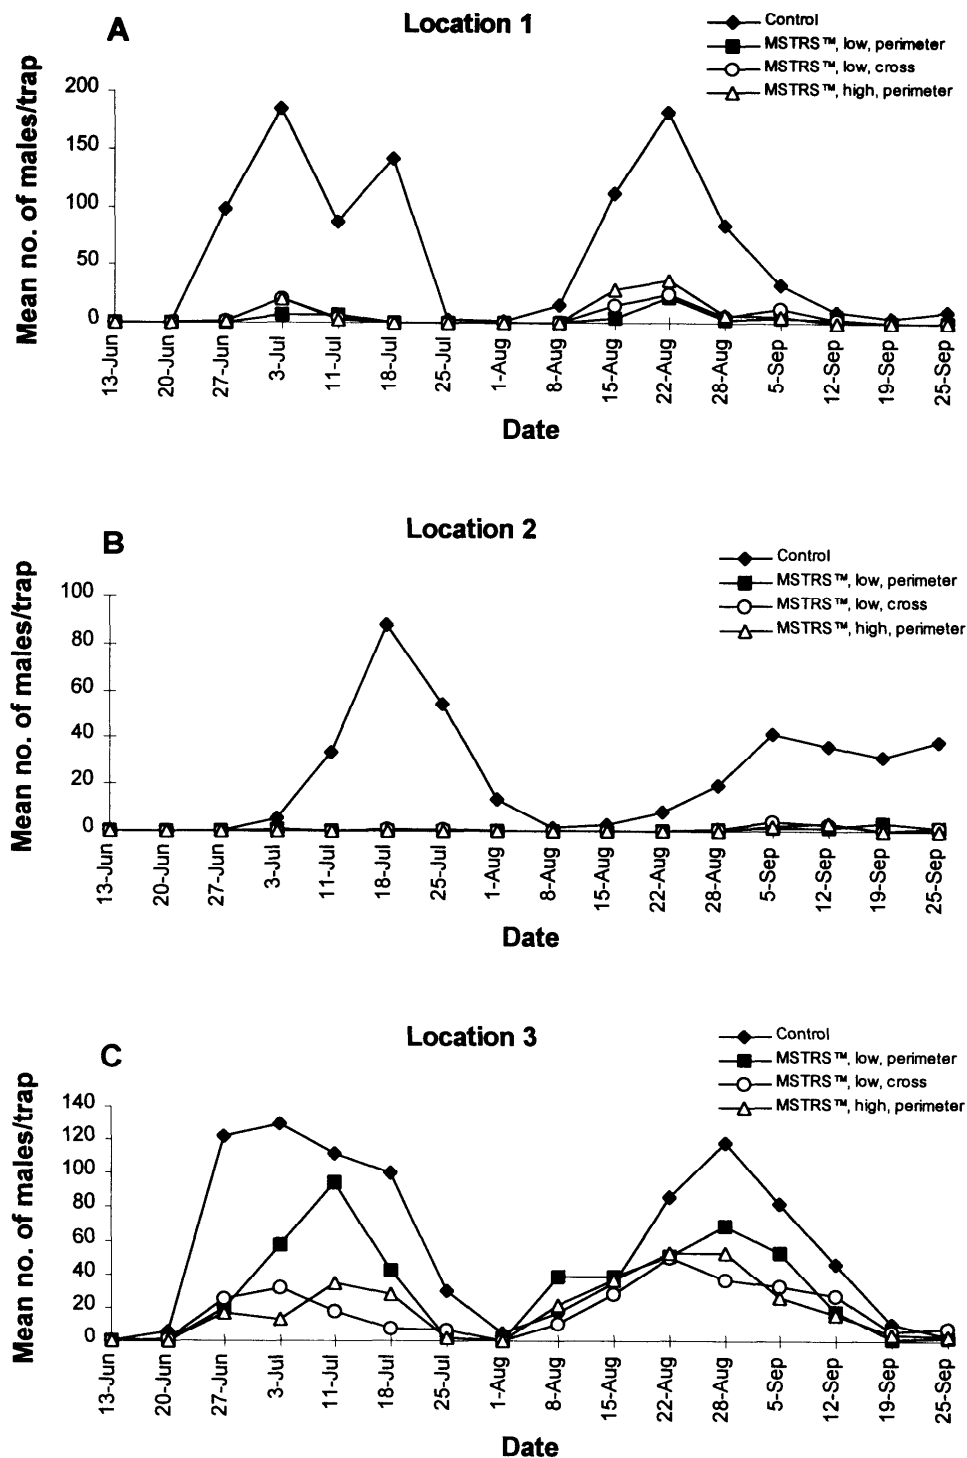 A
Location 1
Control
MSTRS™, low, perimeter
MSTRS™, low, cross
MSTRS™, high, perimeter
Mean no. of males/trap
200
150
100
50
0
13-Jun
20-Jun
27-Jun
3-Jul
11-Jul
18-Jul
25-Jul
1-Aug
8-Aug
15-Aug
22-Aug
28-Aug
5-Sep
12-Sep
19-Sep
25-Sep
Date
B
Location 2
Control
MSTRS™, low, perimeter
MSTRS™, low, cross
MSTRS™, high, perimeter
Mean no. of males/trap
100
80
60
40
20
0
13-Jun
20-Jun
27-Jun
3-Jul
11-Jul
18-Jul
25-Jul
1-Aug
8-Aug
15-Aug
22-Aug
28-Aug
5-Sep
12-Sep
19-Sep
25-Sep
Date
C
Location 3
Control
MSTRS™, low, perimeter
MSTRS™, low, cross
MSTRS™, high, perimeter
Mean no. of males/trap
140
120
100
80
60
40
20
0
13-Jun
20-Jun
27-Jun
3-Jul
11-Jul
18-Jul
25-Jul
1-Aug
8-Aug
15-Aug
22-Aug
28-Aug
5-Sep
12-Sep
19-Sep
25-Sep
Date